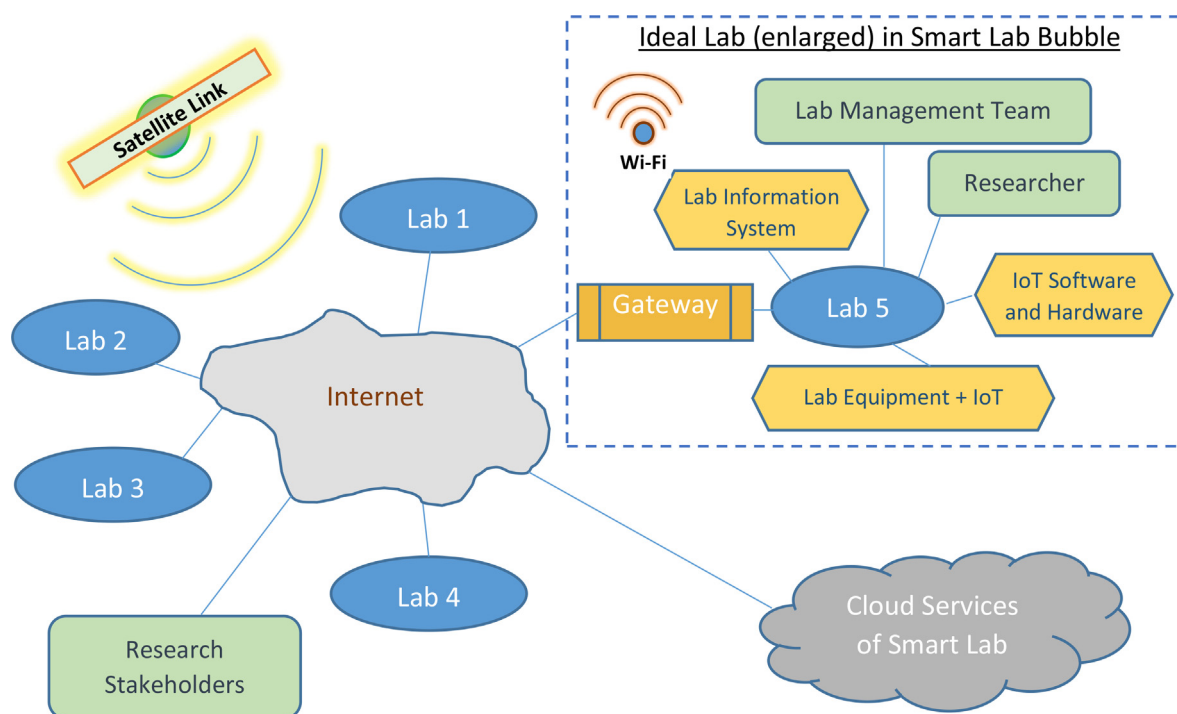 Ideal Lab (enlarged) in Smart Lab Bubble
Satellite Link
Wi-Fi
Lab Management Team
Researcher
Lab Information
System
Lab 1
Gateway
Lab 5
IoT Software
and Hardware
Lab 2
Internet
Lab Equipment + IoT
Lab 3
Lab 4
Cloud Services
of Smart Lab
Research
Stakeholders